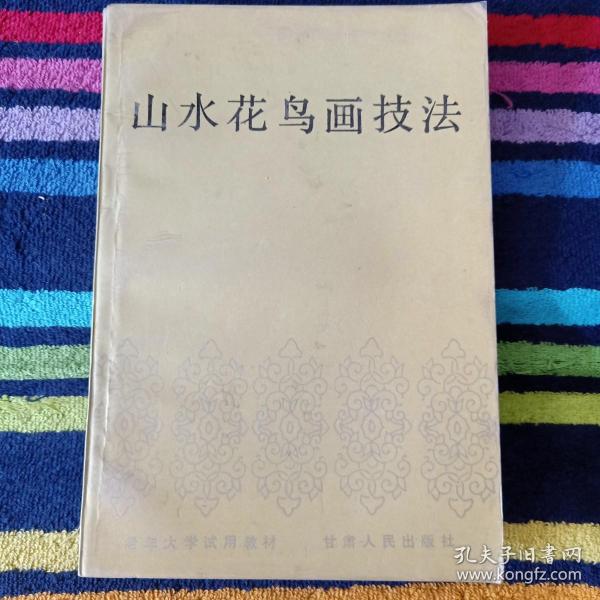 山水花鸟画技法
老年大学试用教材 甘肃人民出版社
孔夫子旧書网
www.kongfz.com